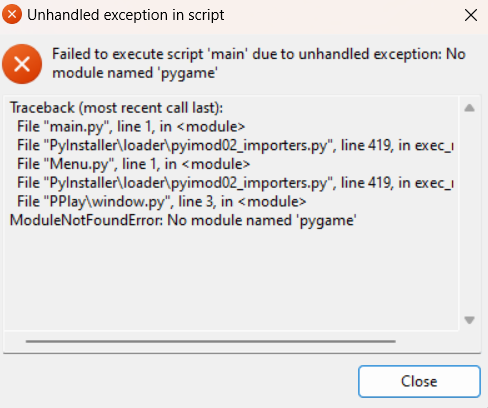 Unhandled exception in script
Failed to execute script 'main' due to unhandled exception: No
module named 'pygame'
Traceback (most recent call last):
File "main.py", line 1, in <module>
File "PyInstaller\loader\pyimod02_importers.py", line 419, in exec_
File "Menu.py", line 1, in <module>
File "PyInstaller\loader\pyimod02_importers.py", line 419, in exec_
File "PPlay\window.py", line 3, in <module>
ModuleNotFoundError: No module named 'pygame'
Close